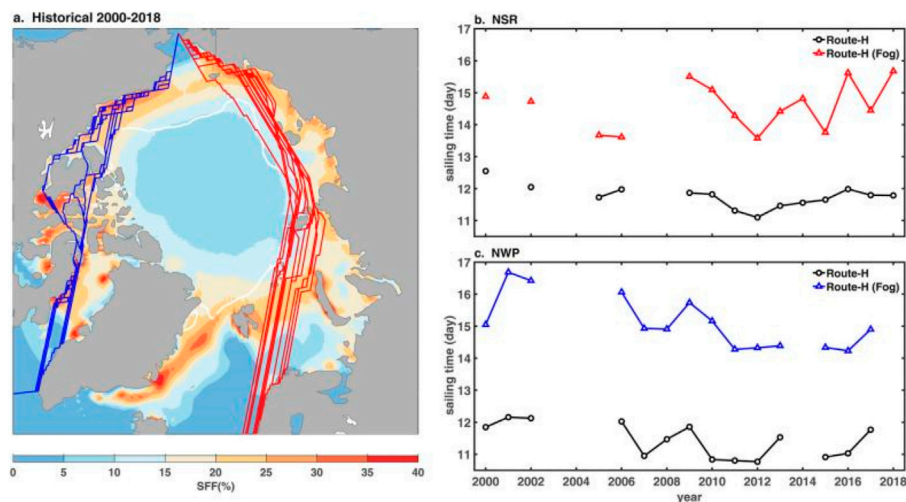 a. Historical 2000-2018
0 5 10 15 20 25 30 35 40
SFF(%)
b. NSR
Route-H
Route-H (Fog)
sailing time (day)
17
16
15
14
13
12
11
c. NWP
Route-H
Route-H (Fog)
sailing time (day)
17
16
15
14
13
12
11
2000 2002 2004 2006 2008 2010 2012 2014 2016 2018
year